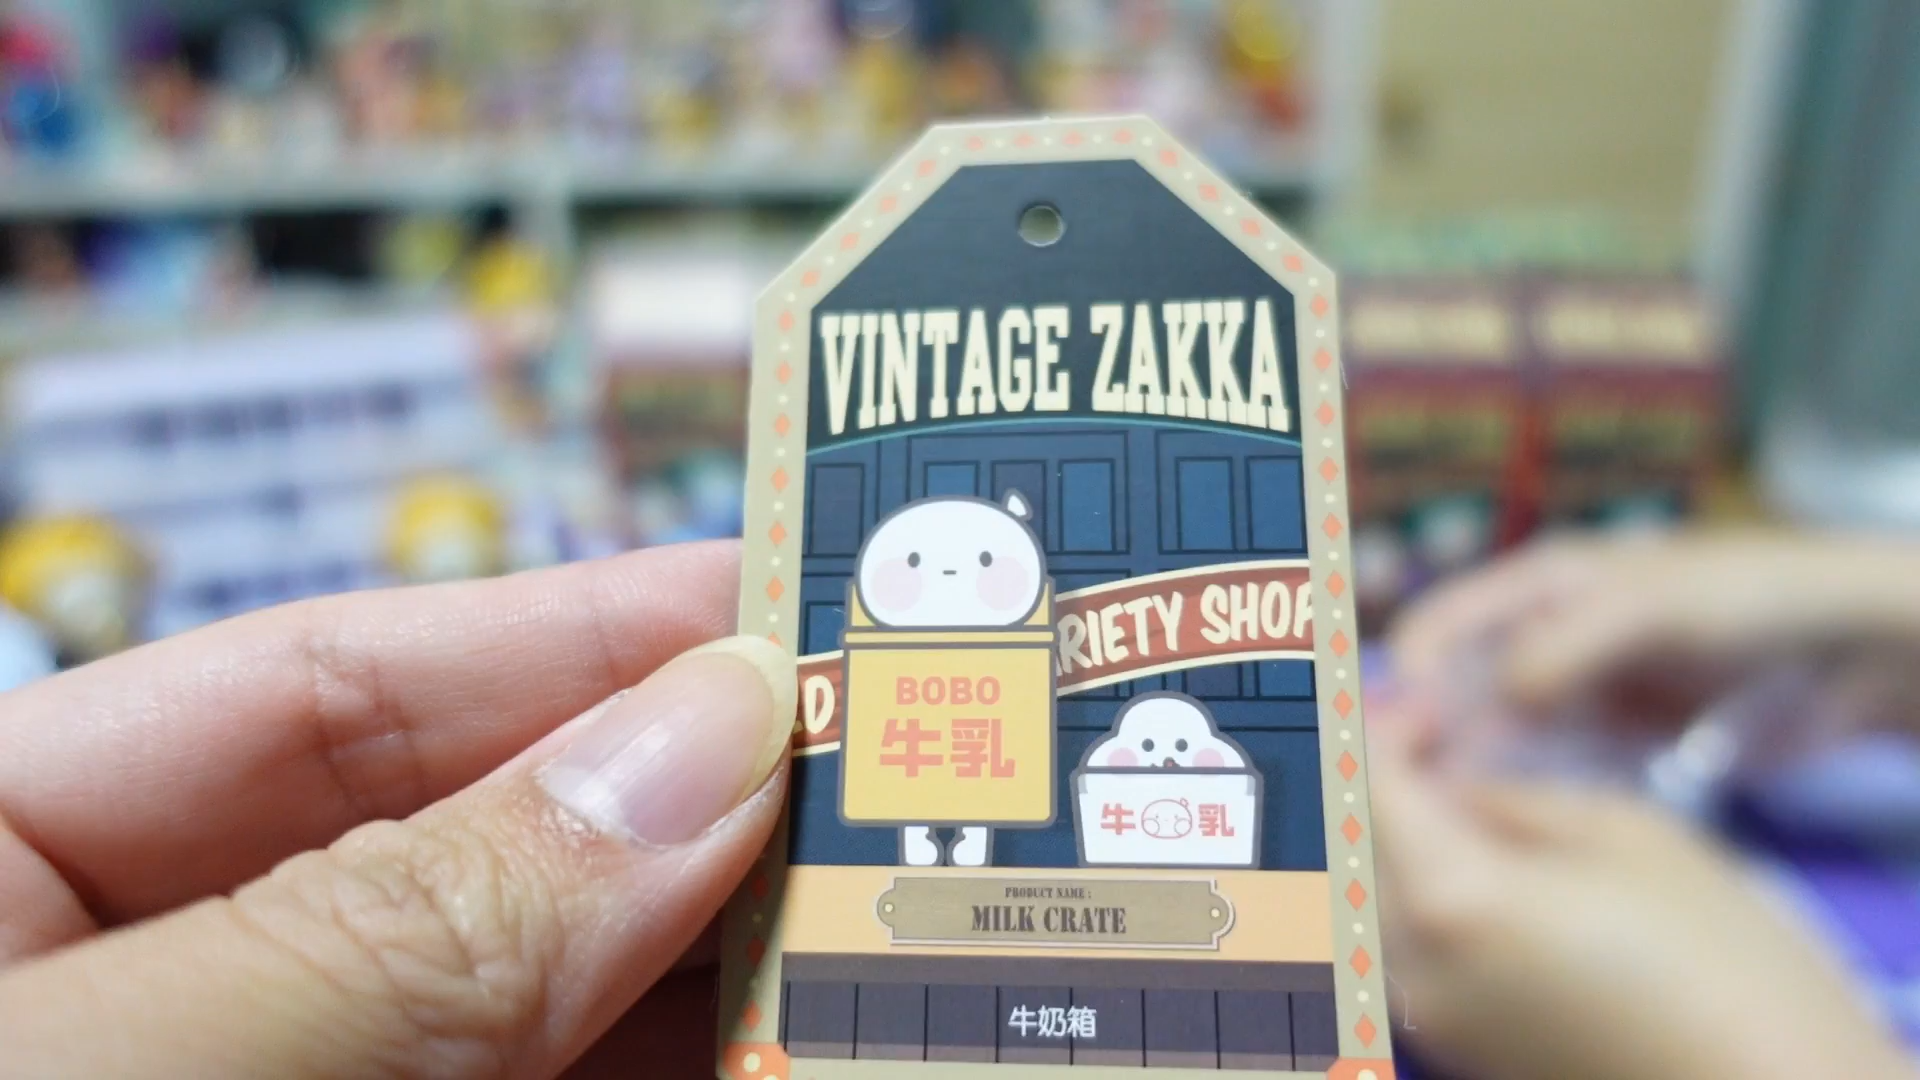 VINTAGE ZAKKA
RIETY SHOP
D
BOBO
牛乳
牛 乳
PRODUCT NAME :
MILK CRATE
牛奶箱